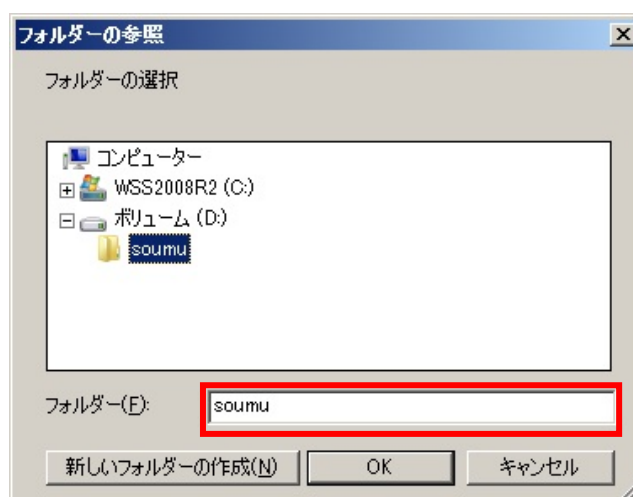 フォルダーの参照
フォルダーの選択
コンピューター
WSS2008R2 (C:)
ボリューム (D:)
soumu
フォルダー(F):
soumu
新しいフォルダーの作成(N)
OK
キャンセル